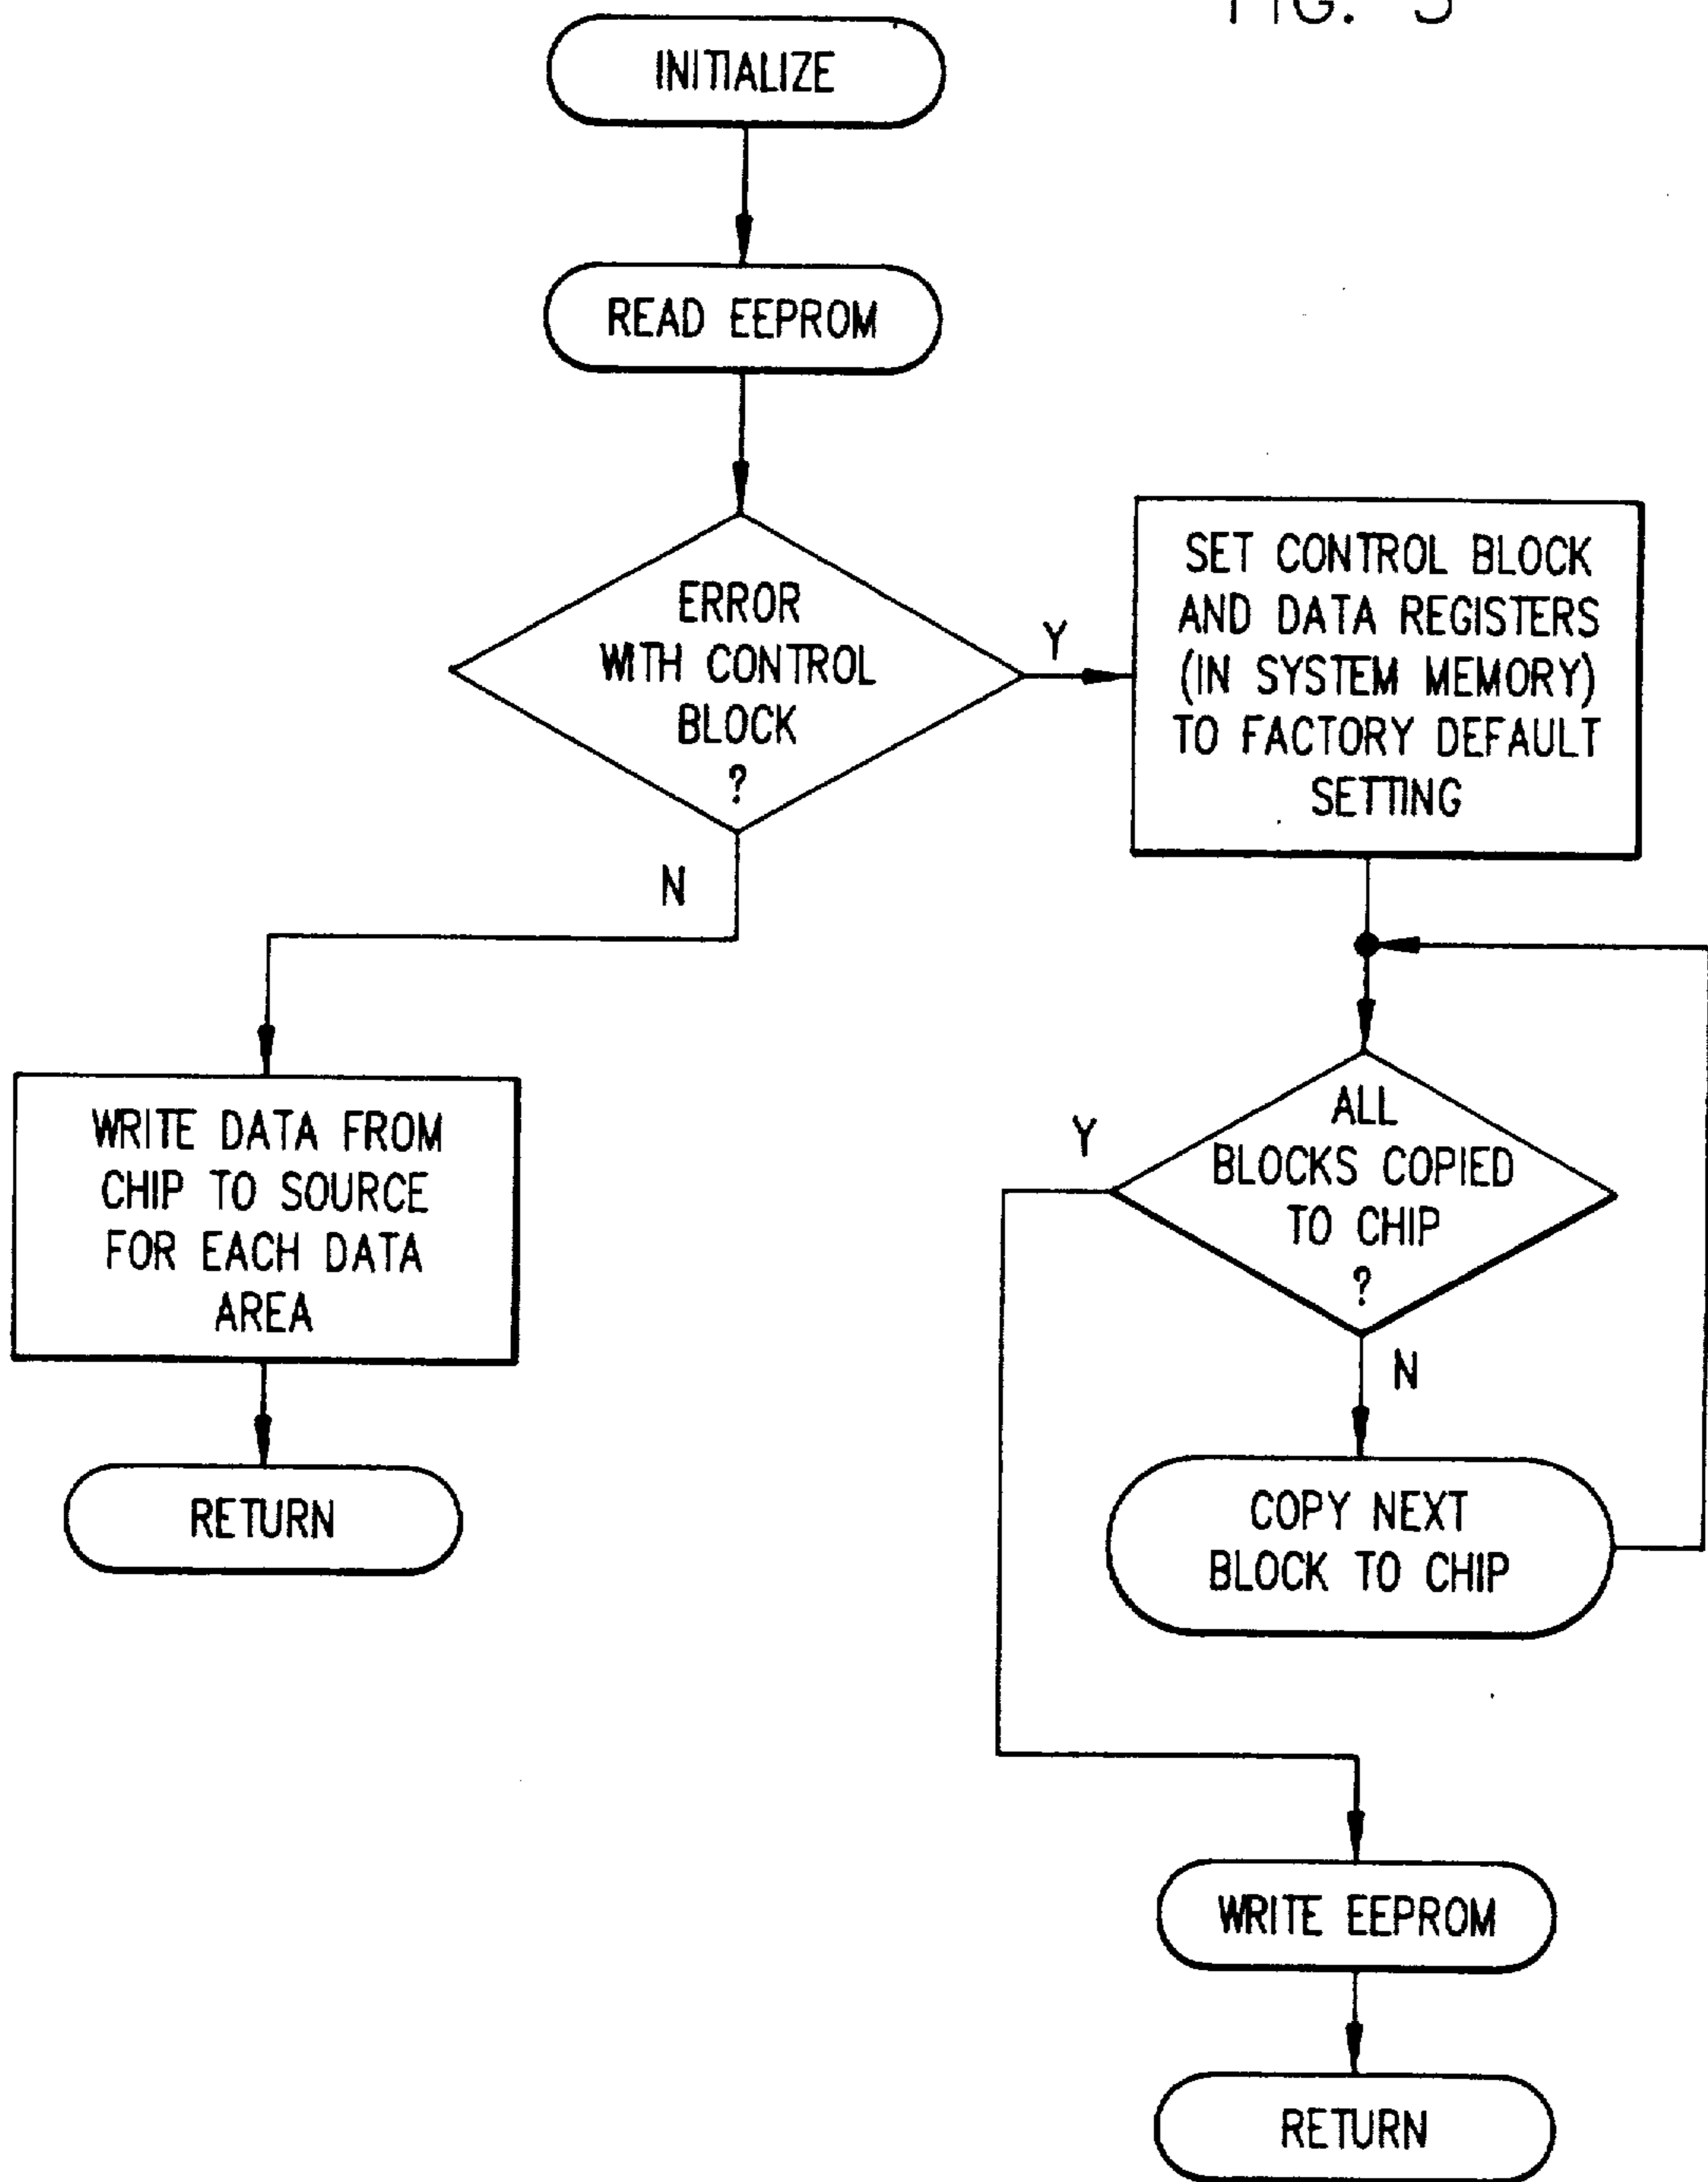 FIG.
INITIALIZE
READ EEPROM
ERROR
WITH CONTROL
BLOCK
?
Y
SET CONTROL BLOCK
AND DATA REGISTERS
(IN SYSTEM MEMORY)
TO FACTORY DEFAULT
SETTING
N
WRITE DATA FROM
CHIP TO SOURCE
FOR EACH DATA
AREA
RETURN
ALL
BLOCKS COPIED
TO CHIP
?
Y
N
COPY NEXT
BLOCK TO CHIP
WRITE EEPROM
RETURN